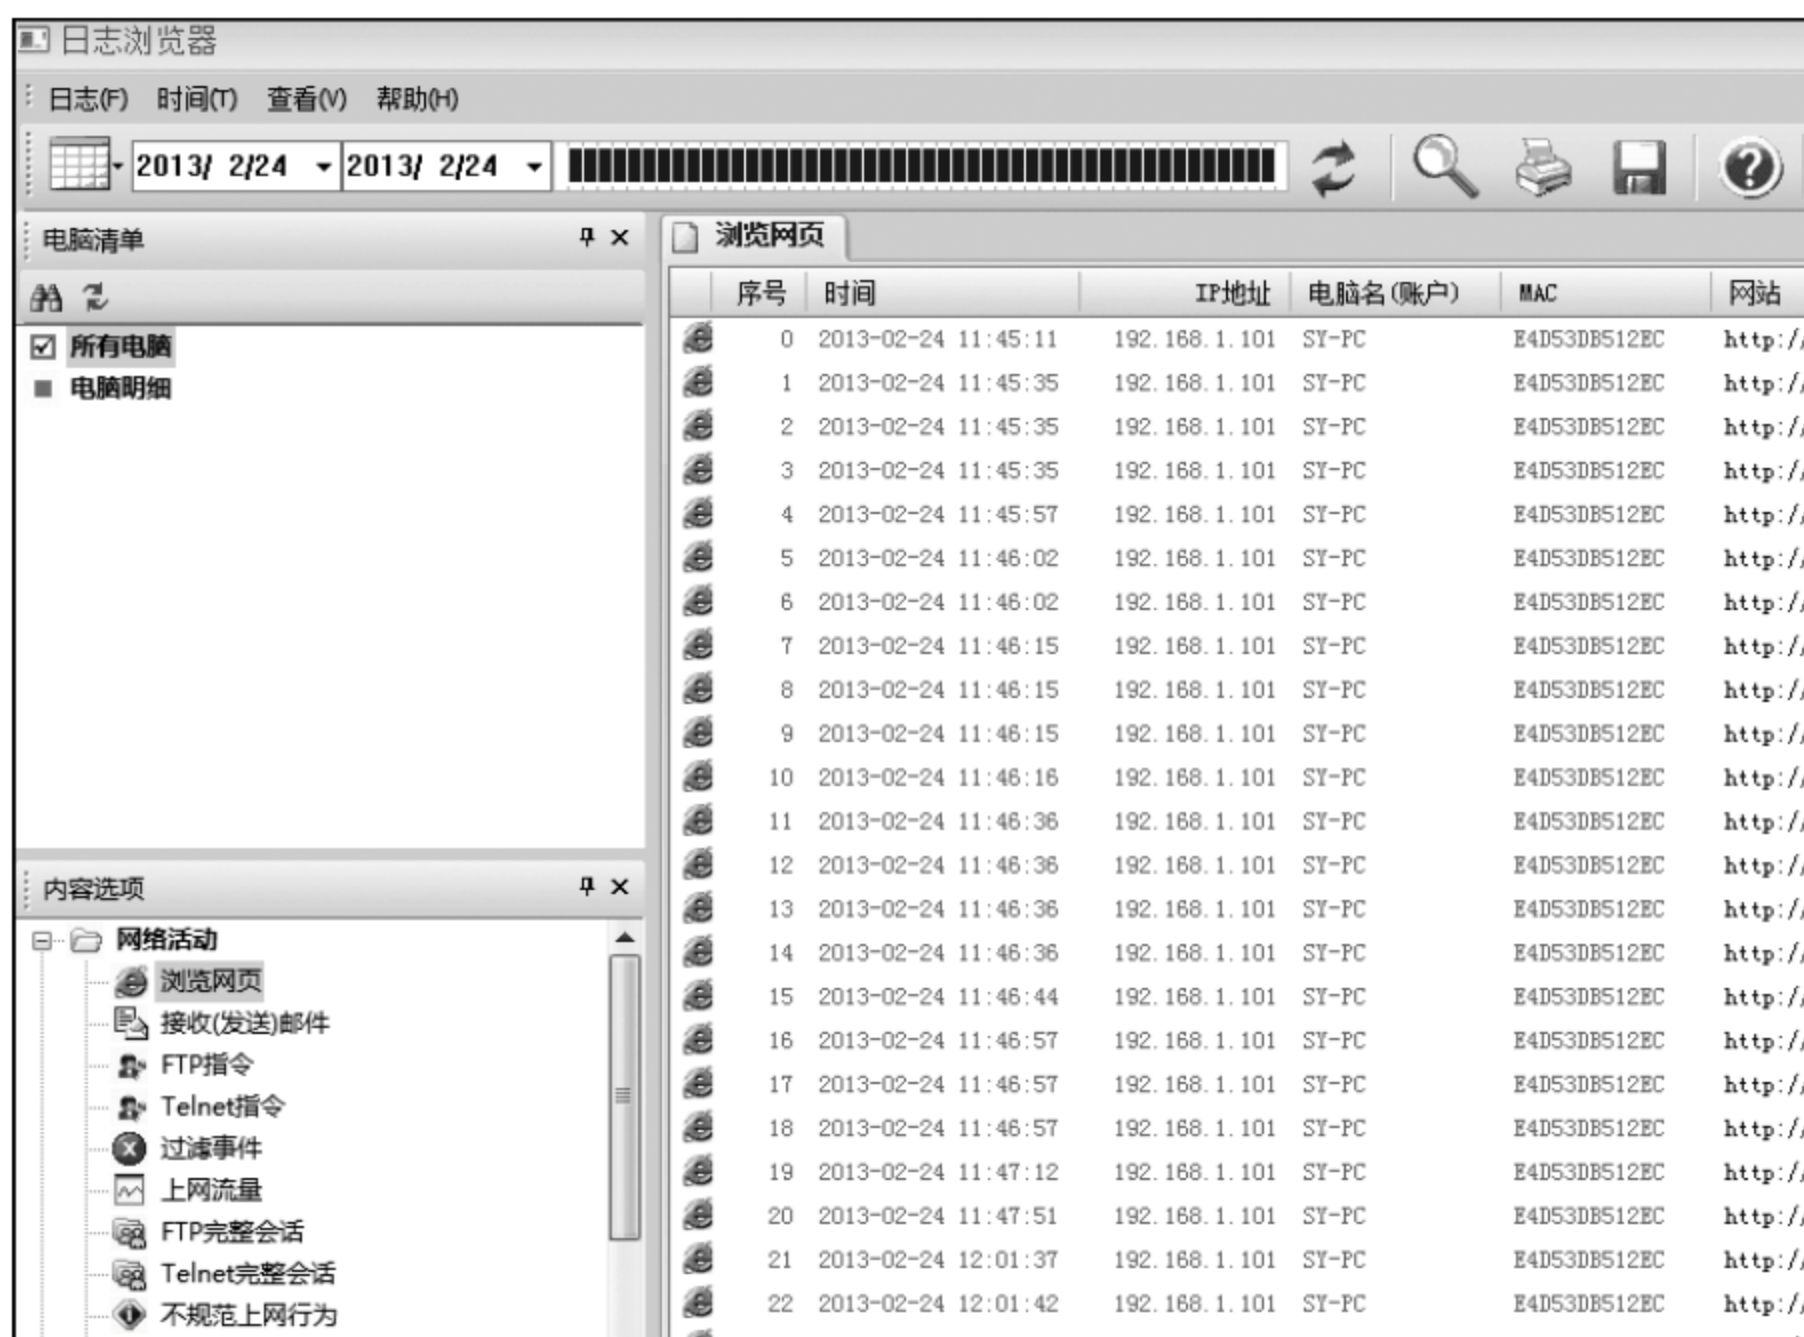 日志浏览器
日志(F) 时间(T) 查看(V) 帮助(H)
2013/ 2/24 2013/ 2/24
电脑清单
所有电脑
电脑明细
内容选项
网络活动
浏览网页
接收(发送)邮件
FTP指令
Telnet指令
过滤事件
上网流量
FTP完整会话
Telnet完整会话
不规范上网行为
浏览网页
序号 时间 IP地址 电脑名(账户) MAC 网站
0 2013-02-24 11:45:11 192.168.1.101 SY-PC E4D53DB512EC http://
1 2013-02-24 11:45:35 192.168.1.101 SY-PC E4D53DB512EC http://
2 2013-02-24 11:45:35 192.168.1.101 SY-PC E4D53DB512EC http://
3 2013-02-24 11:45:35 192.168.1.101 SY-PC E4D53DB512EC http://
4 2013-02-24 11:45:57 192.168.1.101 SY-PC E4D53DB512EC http://
5 2013-02-24 11:46:02 192.168.1.101 SY-PC E4D53DB512EC http://
6 2013-02-24 11:46:02 192.168.1.101 SY-PC E4D53DB512EC http://
7 2013-02-24 11:46:15 192.168.1.101 SY-PC E4D53DB512EC http://
8 2013-02-24 11:46:15 192.168.1.101 SY-PC E4D53DB512EC http://
9 2013-02-24 11:46:15 192.168.1.101 SY-PC E4D53DB512EC http://
10 2013-02-24 11:46:16 192.168.1.101 SY-PC E4D53DB512EC http://
11 2013-02-24 11:46:36 192.168.1.101 SY-PC E4D53DB512EC http://
12 2013-02-24 11:46:36 192.168.1.101 SY-PC E4D53DB512EC http://
13 2013-02-24 11:46:36 192.168.1.101 SY-PC E4D53DB512EC http://
14 2013-02-24 11:46:36 192.168.1.101 SY-PC E4D53DB512EC http://
15 2013-02-24 11:46:44 192.168.1.101 SY-PC E4D53DB512EC http://
16 2013-02-24 11:46:57 192.168.1.101 SY-PC E4D53DB512EC http://
17 2013-02-24 11:46:57 192.168.1.101 SY-PC E4D53DB512EC http://
18 2013-02-24 11:46:57 192.168.1.101 SY-PC E4D53DB512EC http://
19 2013-02-24 11:47:12 192.168.1.101 SY-PC E4D53DB512EC http://
20 2013-02-24 11:47:51 192.168.1.101 SY-PC E4D53DB512EC http://
21 2013-02-24 12:01:37 192.168.1.101 SY-PC E4D53DB512EC http://
22 2013-02-24 12:01:42 192.168.1.101 SY-PC E4D53DB512EC http://